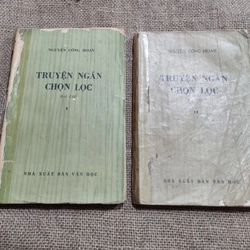 NGUYỄN CÔNG HOAN
TRUYỆN NGẮN
CHỌN LỌC
I
NHÀ XUẤT BẢN VĂN HỌC
NGUYỄN CÔNG HOAN
TRUYỆN NGẮN
CHỌN LỌC
II
NHÀ XUẤT BẢN VĂN HỌC